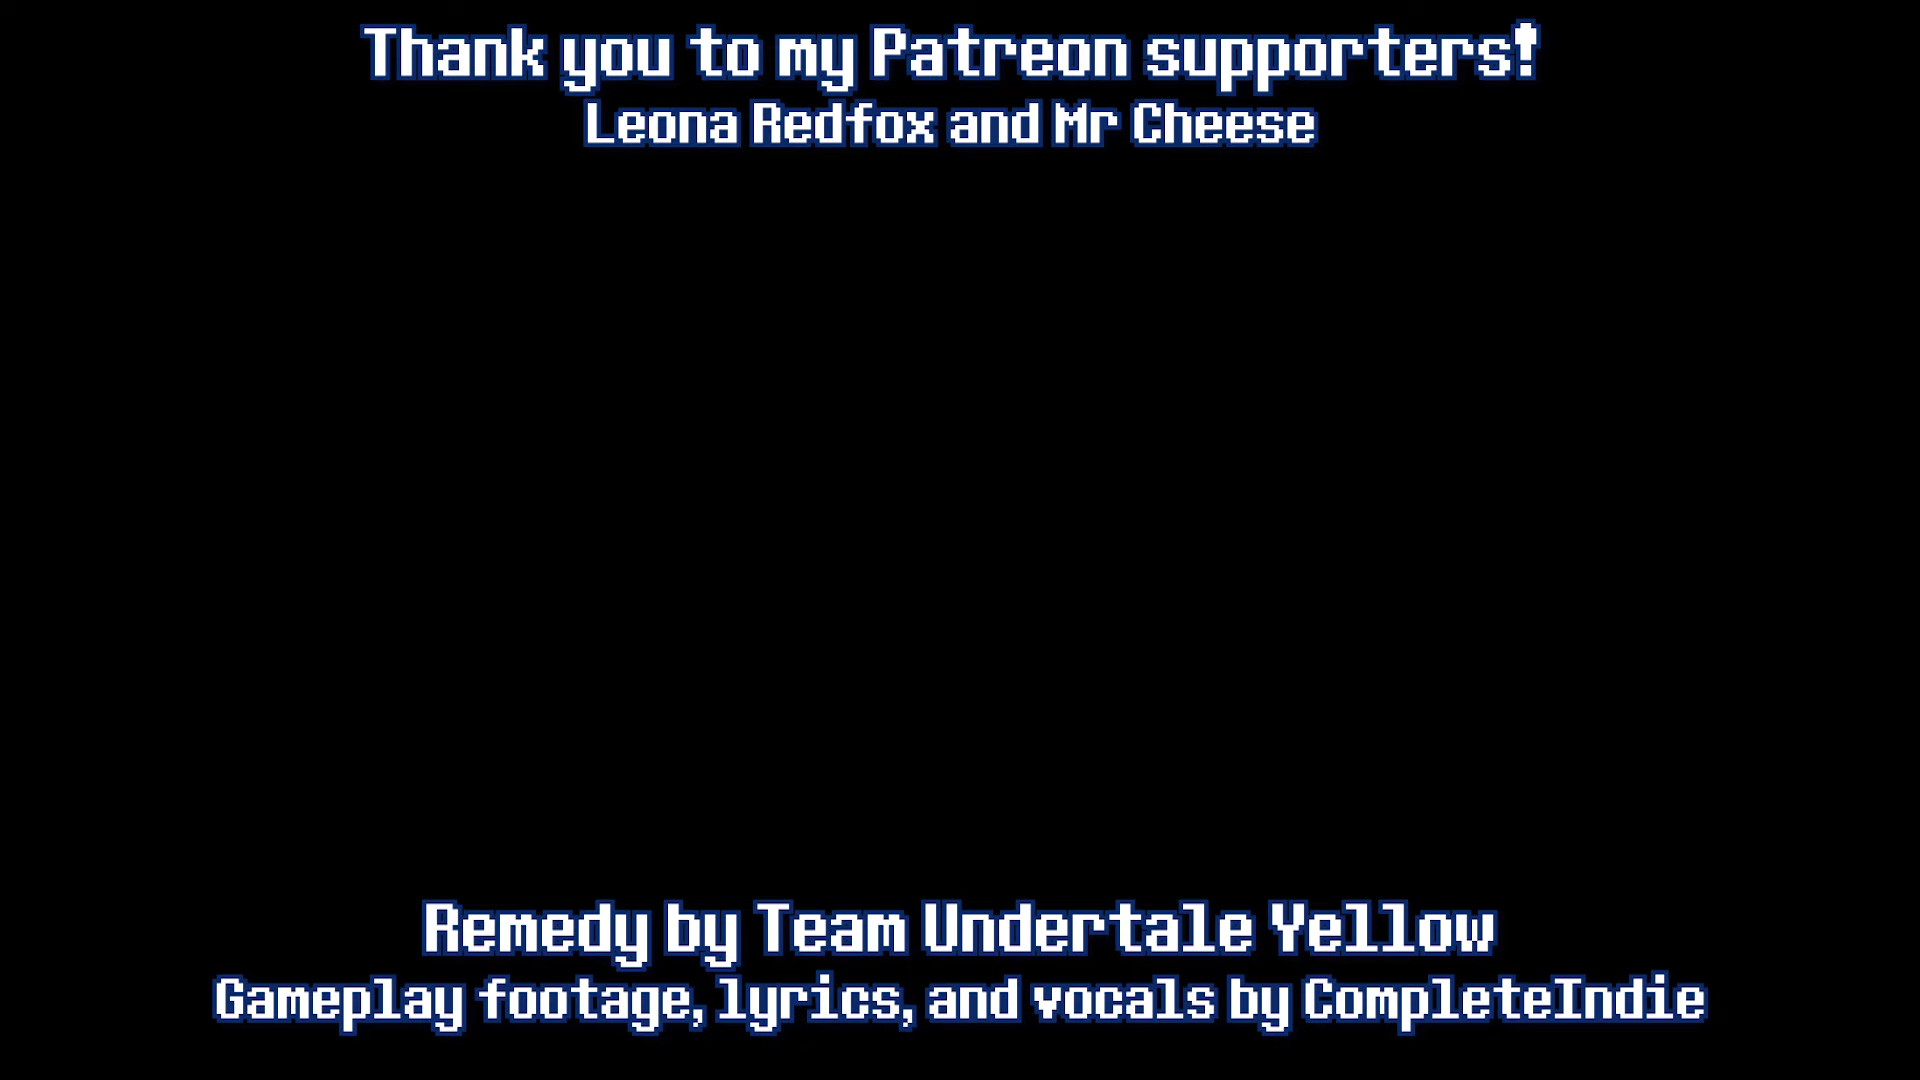 Thank you to my Patreon supporters!
Leona Redfox and Mr Cheese
Remedy by Team Undertale Yellow
Gameplay footage, lyrics, and vocals by CompleteIndie